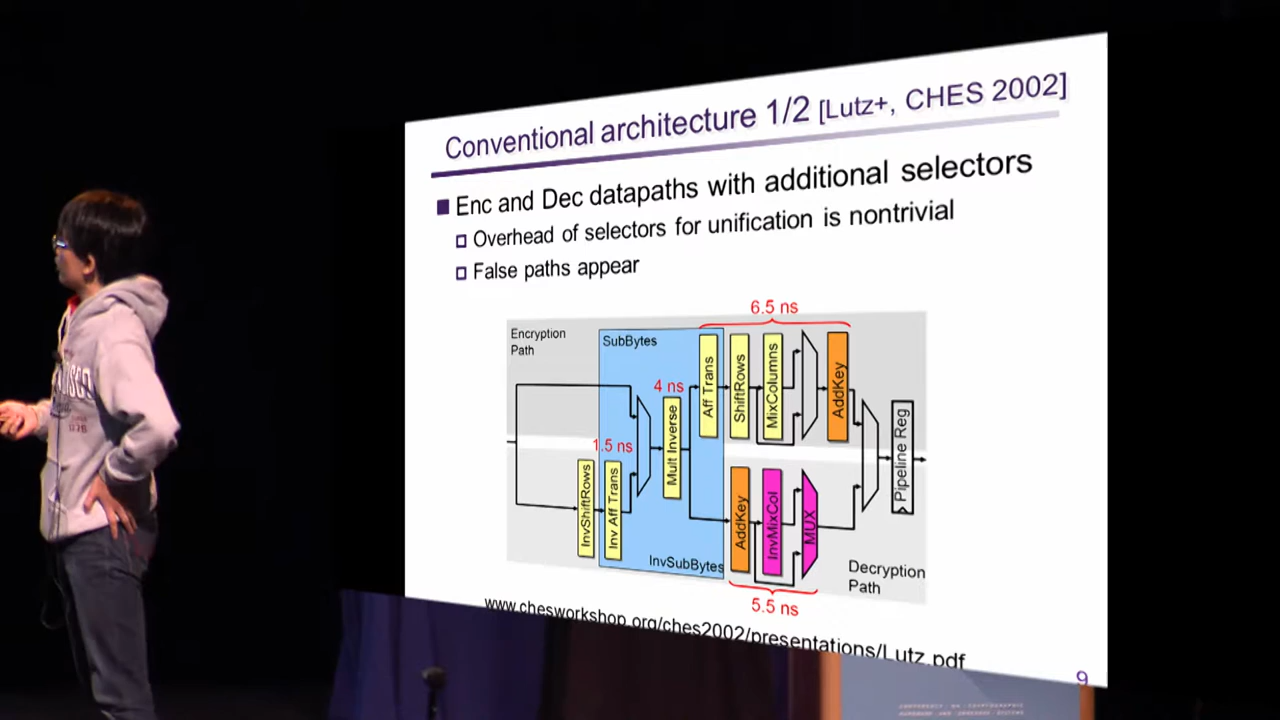 Conventional architecture 1/2 [Lutz+, CHES 2002]
Enc and Dec datapaths with additional selectors
Overhead of selectors for unification is nontrivial
False paths appear
6.5 ns
Encryption
Path
SubBytes
4 ns
1.5 ns
InvShiftRows
Inv Aff Trans
Mult Inverse
Aff Trans
ShiftRows
MixColumns
AddKey
Pipeline Reg
AddKey
InvMixCol
MUX
InvSubBytes
Decryption
Path
5.5 ns
www.chesworkshop.org/ches2002/presentations/Lutz.pdf
9